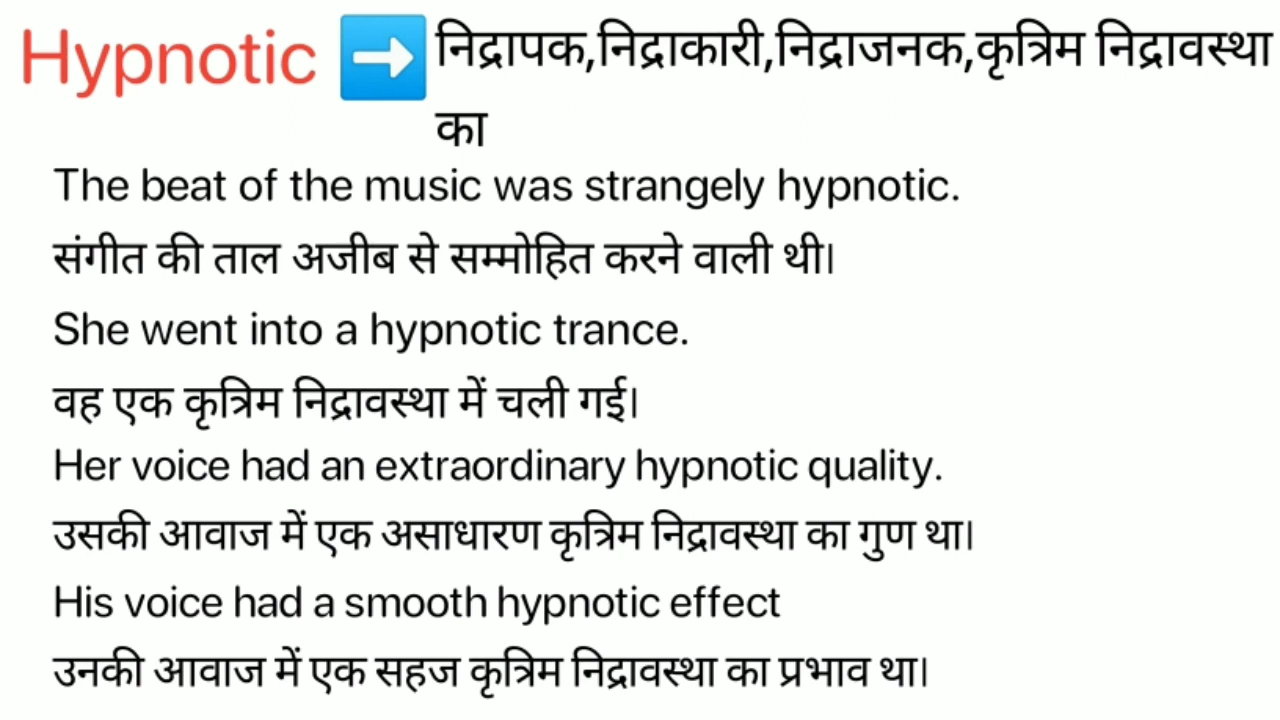 Hypnotic ➡️ निद्रापक,निद्राकारी,निद्राजनक,कृत्रिम निद्रावस्था
का
The beat of the music was strangely hypnotic.
संगीत की ताल अजीब से सम्मोहित करने वाली थी।
She went into a hypnotic trance.
वह एक कृत्रिम निद्रावस्था में चली गई।
Her voice had an extraordinary hypnotic quality.
उसकी आवाज में एक असाधारण कृत्रिम निद्रावस्था का गुण था।
His voice had a smooth hypnotic effect
उनकी आवाज में एक सहज कृत्रिम निद्रावस्था का प्रभाव था।